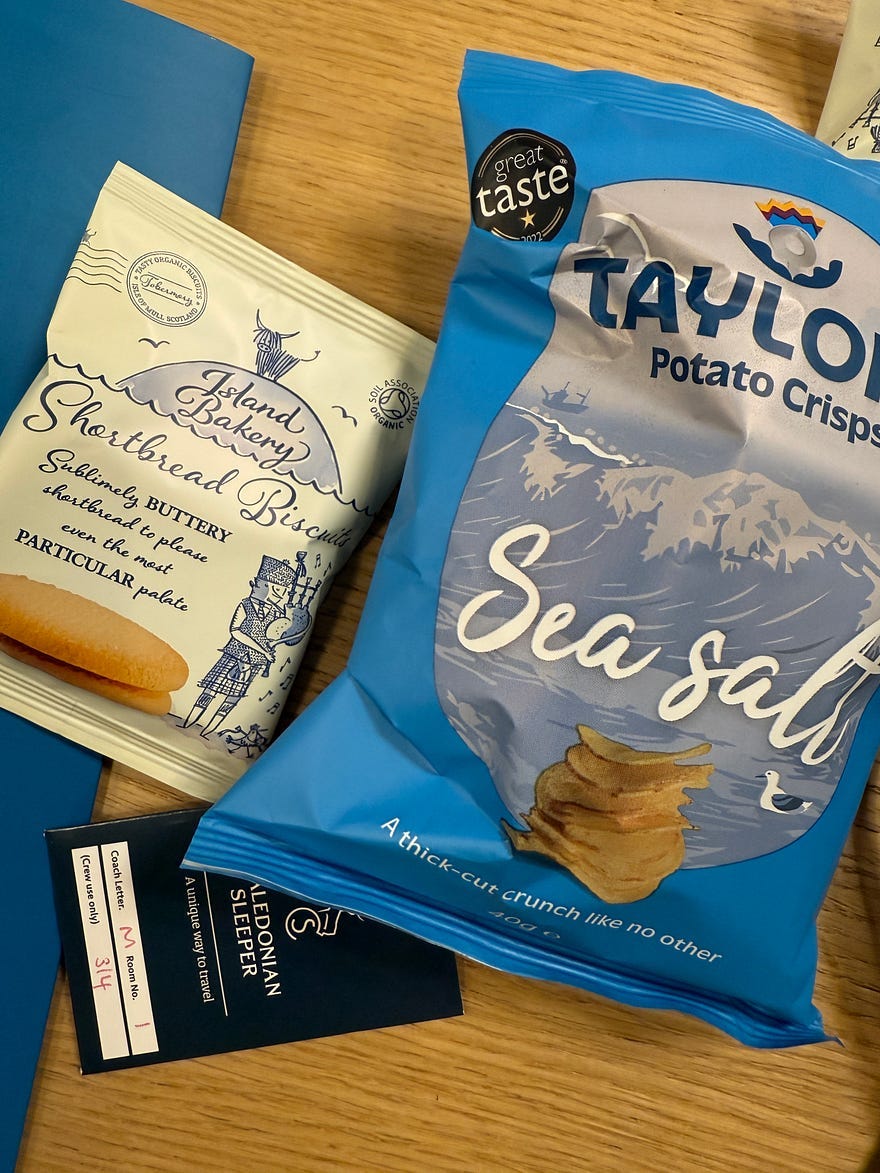 TASTY ORGANIC BISCUITS
Tobermory
ISLE OF MULL SCOTLAND
Island
Bakery
SOIL ASSOCIATION
ORGANIC
Shortbread Biscuits
Sublimely BUTTERY
shortbread to please
even the most
PARTICULAR palate
great
taste
2022
TAYLOR
Potato Crisps
Sea salt
A thick-cut crunch like no other
40g e
ALEDONIAN
SLEEPER
A unique way to travel
Coach Letter. M Room No. 1
(Crew use only) 314